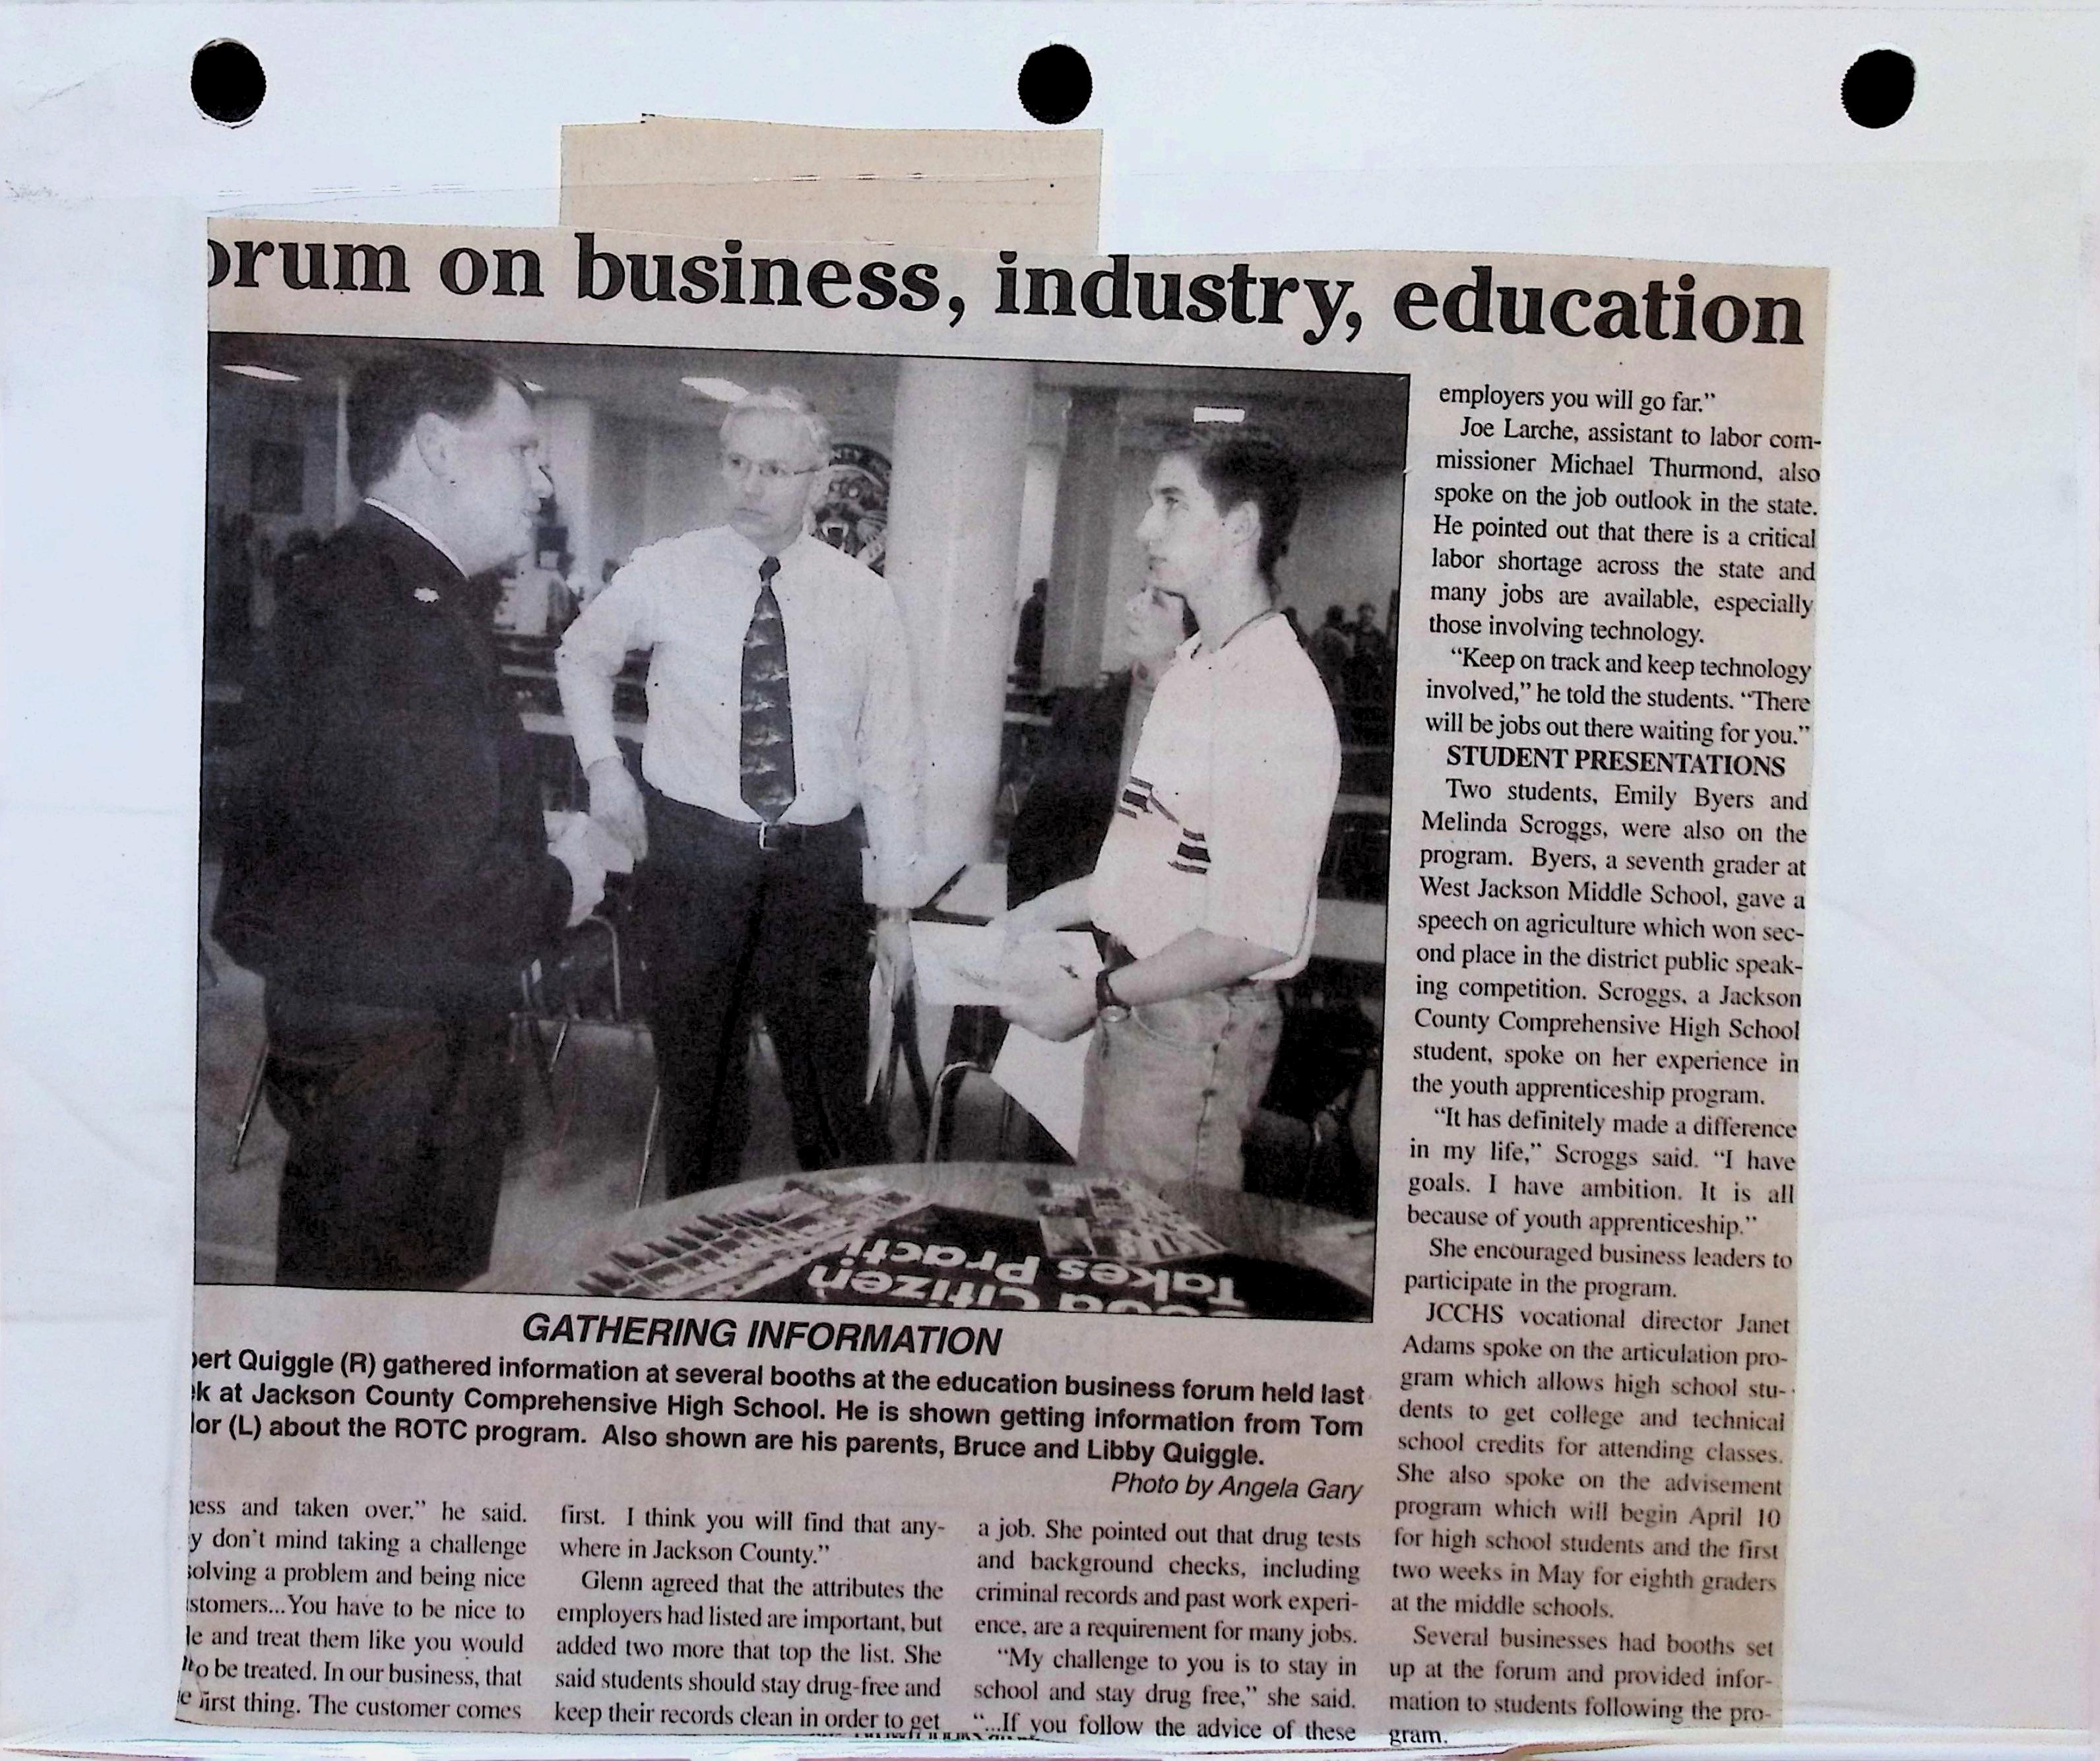 orum on business, industry, education
GATHERING INFORMATION
bert Quiggle (R) gathered information at several booths at the education business forum held last
ek at Jackson County Comprehensive High School. He is shown getting information from Tom
lor (L) about the ROTC program. Also shown are his parents, Bruce and Libby Quiggle.
Photo by Angela Gary
ness and taken over." he said.
y don't mind taking a challenge
solving a problem and being nice
stomers...You have to be nice to
le and treat them like you would
to be treated. In our business, that
e first thing. The customer comes
first. I think you will find that any-
where in Jackson County."
Glenn agreed that the attributes the
employers had listed are important, but
added two more that top the list. She
said students should stay drug-free and
keep their records clean in order to get
a job. She pointed out that drug tests
and background checks, including
criminal records and past work experi-
ence, are a requirement for many jobs.
"My challenge to you is to stay in
school and stay drug free," she said.
"...If you follow the advice of these
employers you will go far."
Joe Larche, assistant to labor com-
missioner Michael Thurmond, also
spoke on the job outlook in the state.
He pointed out that there is a critical
labor shortage across the state and
many jobs are available, especially
those involving technology.
"Keep on track and keep technology
involved," he told the students. "There
will be jobs out there waiting for you."
STUDENT PRESENTATIONS
Two students, Emily Byers and
Melinda Scroggs, were also on the
program. Byers, a seventh grader at
West Jackson Middle School, gave a
speech on agriculture which won sec-
ond place in the district public speak-
ing competition. Scroggs, a Jackson
County Comprehensive High School
student, spoke on her experience in
the youth apprenticeship program.
"It has definitely made a difference
in my life," Scroggs said. "I have
goals. I have ambition. It is all
because of youth apprenticeship."
She encouraged business leaders to
participate in the program.
JCCHS vocational director Janet
Adams spoke on the articulation pro-
gram which allows high school stu-
dents to get college and technical
school credits for attending classes.
She also spoke on the advisement
program which will begin April 10
for high school students and the first
two weeks in May for eighth graders
at the middle schools.
Several businesses had booths set
up at the forum and provided infor-
mation to students following the pro-
gram.
Citizen
Takes Practi